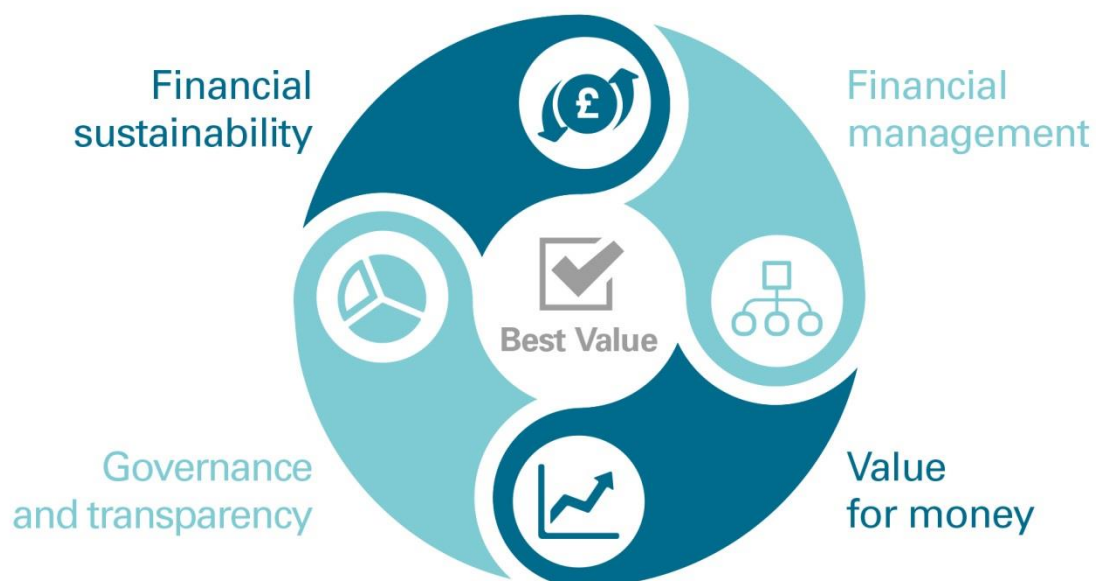 Financial
sustainability
£
Financial
management
Best Value
Governance
and transparency
Value
for money